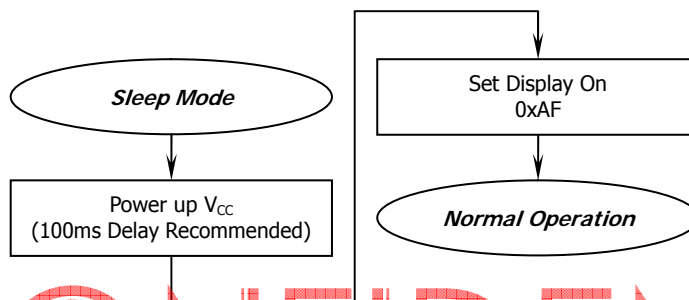 Sleep Mode
Power up VCC
(100ms Delay Recommended)
Set Display On
0xAF
Normal Operation